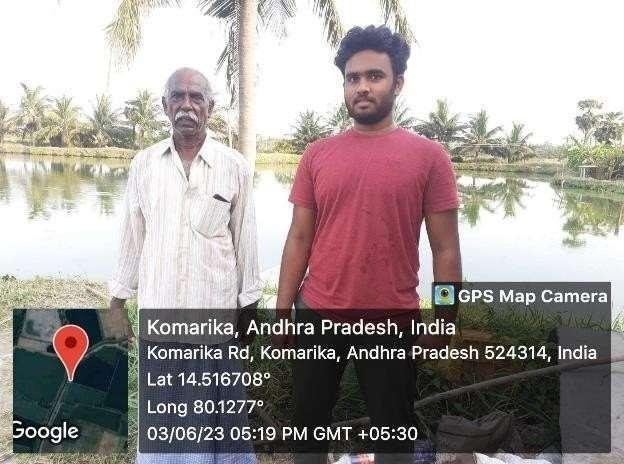 GPS Map Camera
Komarika, Andhra Pradesh, India
Komarika Rd, Komarika, Andhra Pradesh 524314, India
Lat 14.516708°
Long 80.1277°
03/06/23 05:19 PM GMT +05:30
Google